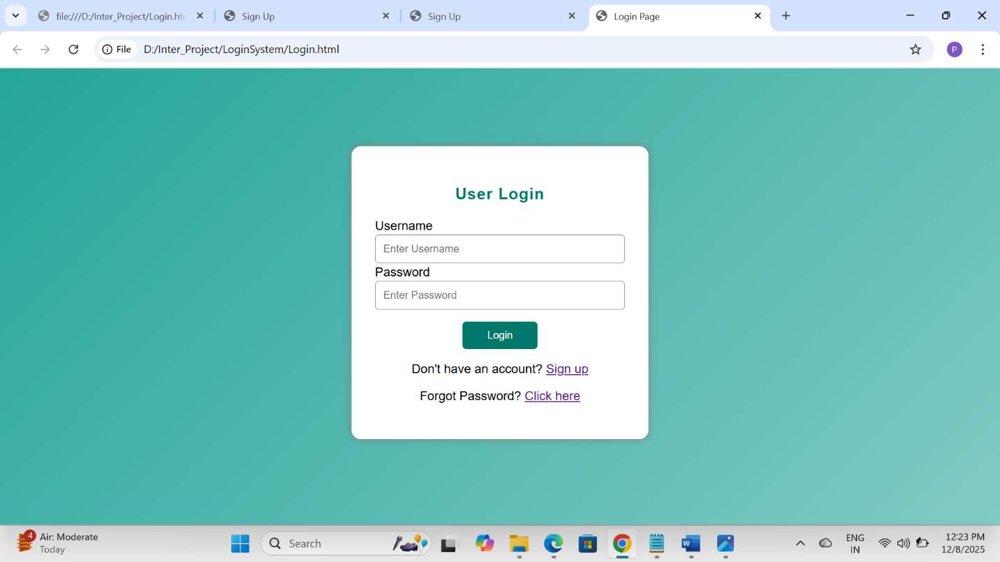 file:///D:/Inter_Project/Login.htm
Sign Up
Sign Up
Login Page
File
D:/Inter_Project/LoginSystem/Login.html
P
User Login
Username
Enter Username
Password
Enter Password
Login
Don't have an account? Sign up
Forgot Password? Click here
4
Air: Moderate
Today
Search
W
ENG
IN
12:23 PM
12/8/2025